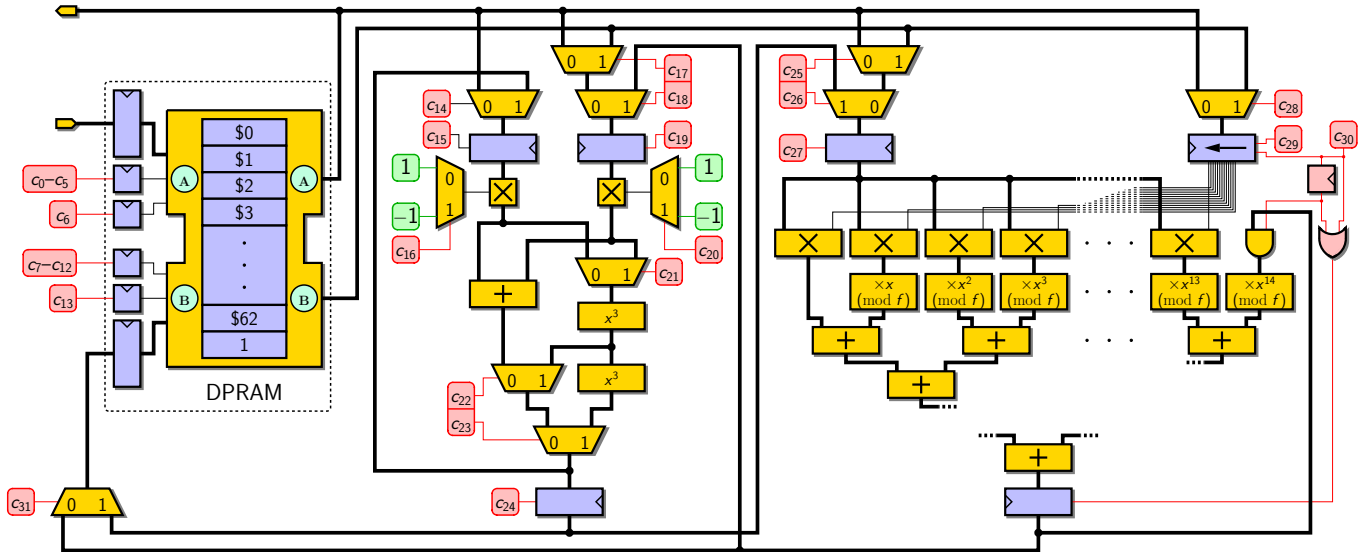 0 1
c17
c18
c25
c26
0 1
c14
0 1
0 1
1 0
0 1
c28
$0
$1
$2
$3
.
.
.
$62
1
A
A
B
B
DPRAM
c0–c5
c6
c7–c12
c13
c15
c19
c27
c29
c30
1
−1
0
1
c16
×
×
0
1
1
−1
c20
0 1
c21
+
x³
x³
0 1
c22
c23
0 1
c24
c31
0 1
×
×
×
×
. . .
×
×x
(mod f)
×x²
(mod f)
×x³
(mod f)
×x¹³
(mod f)
×x¹⁴
(mod f)
+
+
. . .
+
+
+